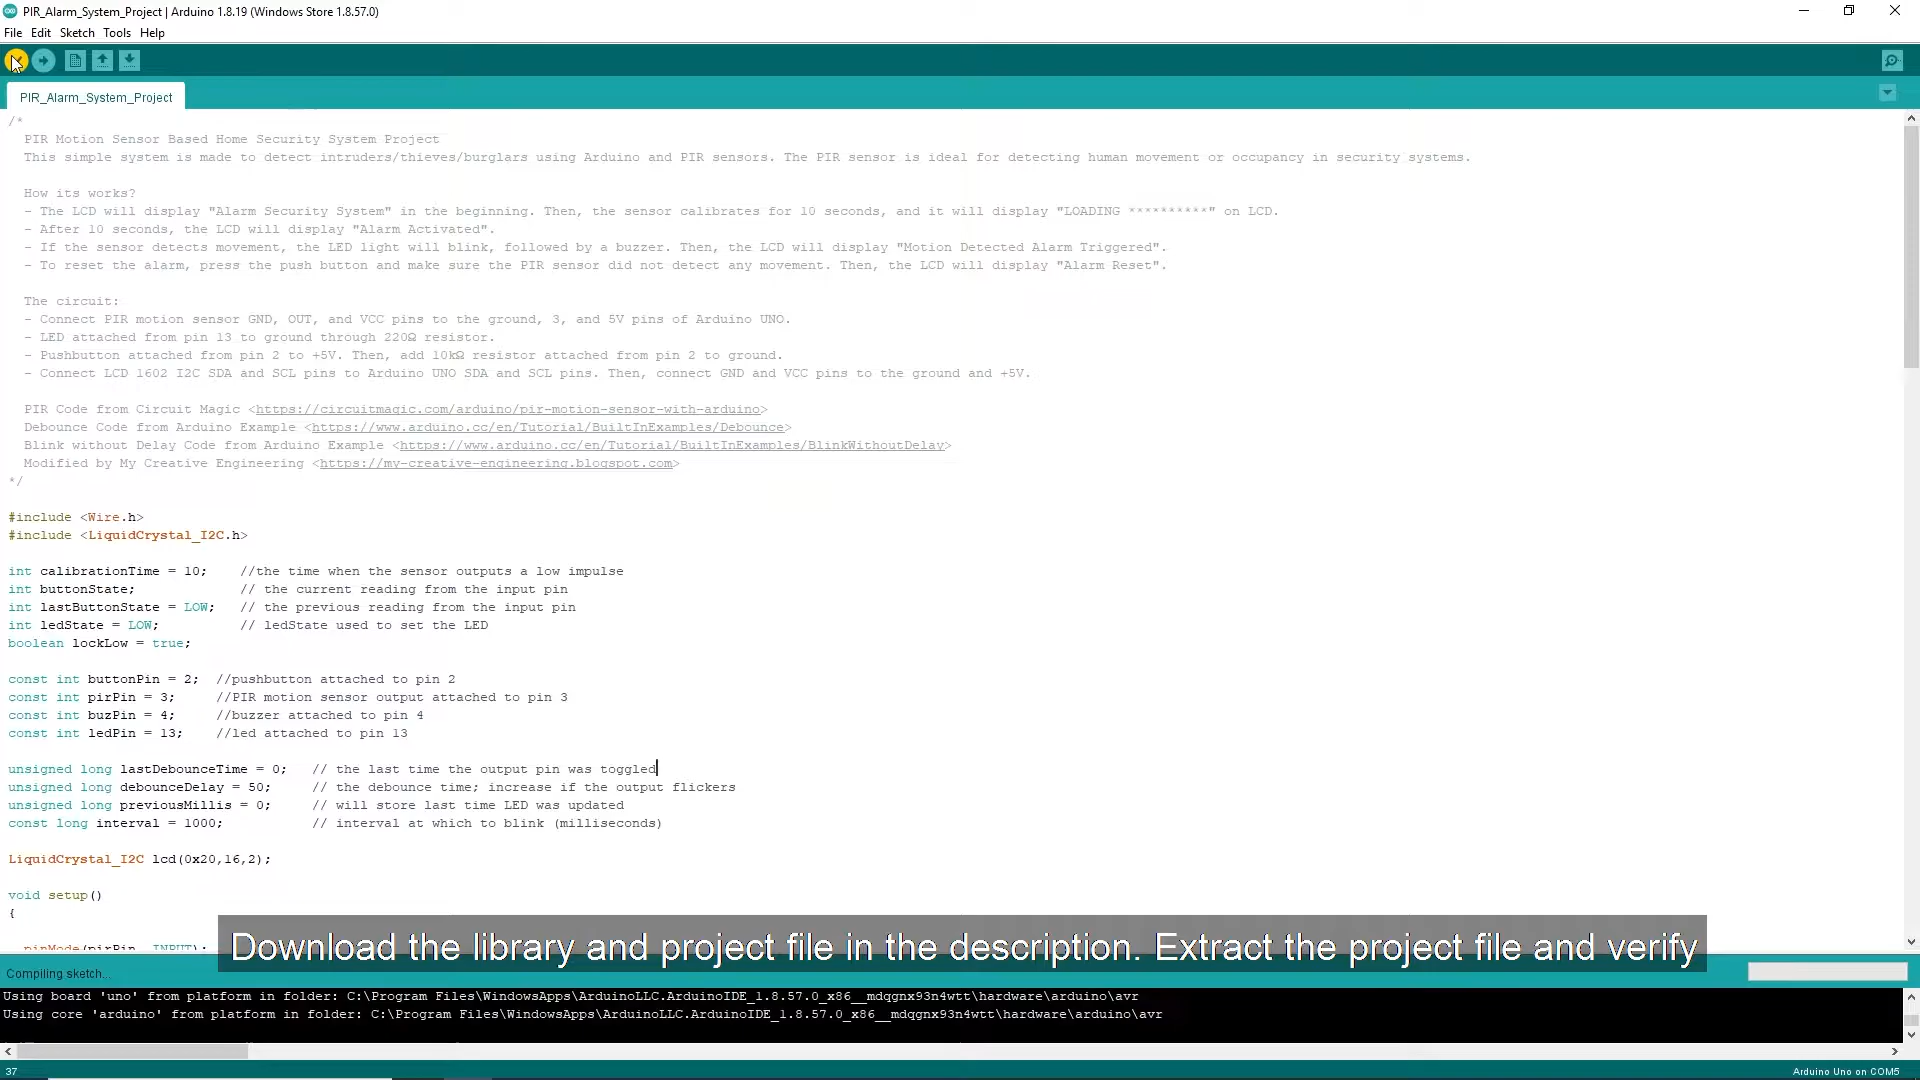 PIR_Alarm_System_Project | Arduino 1.8.19 (Windows Store 1.8.57.0)
File Edit Sketch Tools Help
PIR_Alarm_System_Project
/*
PIR Motion Sensor Based Home Security System Project
This simple system is made to detect intruders/thieves/burglars using Arduino and PIR sensors. The PIR sensor is ideal for detecting human movement or occupancy in security systems.
How its works?
- The LCD will display "Alarm Security System" in the beginning. Then, the sensor calibrates for 10 seconds, and it will display "LOADING **********" on LCD.
- After 10 seconds, the LCD will display "Alarm Activated".
- If the sensor detects movement, the LED light will blink, followed by a buzzer. Then, the LCD will display "Motion Detected Alarm Triggered".
- To reset the alarm, press the push button and make sure the PIR sensor did not detect any movement. Then, the LCD will display "Alarm Reset".
The circuit:
- Connect PIR motion sensor GND, OUT, and VCC pins to the ground, 3, and 5V pins of Arduino UNO.
- LED attached from pin 13 to ground through 220Ω resistor.
- Pushbutton attached from pin 2 to +5V. Then, add 10kΩ resistor attached from pin 2 to ground.
- Connect LCD 1602 I2C SDA and SCL pins to Arduino UNO SDA and SCL pins. Then, connect GND and VCC pins to the ground and +5V.
PIR Code from Circuit Magic <https://circuitmagic.com/arduino/pir-motion-sensor-with-arduino>
Debounce Code from Arduino Example <https://www.arduino.cc/en/Tutorial/BuiltInExamples/Debounce>
Blink without Delay Code from Arduino Example <https://www.arduino.cc/en/Tutorial/BuiltInExamples/BlinkWithoutDelay>
Modified by My Creative Engineering <https://my-creative-engineering.blogspot.com>
*/
#include <Wire.h>
#include <LiquidCrystal_I2C.h>
int calibrationTime = 10; //the time when the sensor outputs a low impulse
int buttonState; // the current reading from the input pin
int lastButtonState = LOW; // the previous reading from the input pin
int ledState = LOW; // ledState used to set the LED
boolean lockLow = true;
const int buttonPin = 2; //pushbutton attached to pin 2
const int pirPin = 3; //PIR motion sensor output attached to pin 3
const int buzPin = 4; //buzzer attached to pin 4
const int ledPin = 13; //led attached to pin 13
unsigned long lastDebounceTime = 0; // the last time the output pin was toggled
unsigned long debounceDelay = 50; // the debounce time; increase if the output flickers
unsigned long previousMillis = 0; // will store last time LED was updated
const long interval = 1000; // interval at which to blink (milliseconds)
LiquidCrystal_I2C lcd(0x20,16,2);
void setup()
{
pinMode(pirPin, INPUT);
Download the library and project file in the description. Extract the project file and verify
Compiling sketch...
Using board 'uno' from platform in folder: C:\Program Files\WindowsApps\ArduinoLLC.ArduinoIDE_1.8.57.0_x86__mdqgnx93n4wtt\hardware\arduino\avr
Using core 'arduino' from platform in folder: C:\Program Files\WindowsApps\ArduinoLLC.ArduinoIDE_1.8.57.0_x86__mdqgnx93n4wtt\hardware\arduino\avr
37
Arduino Uno on COM5